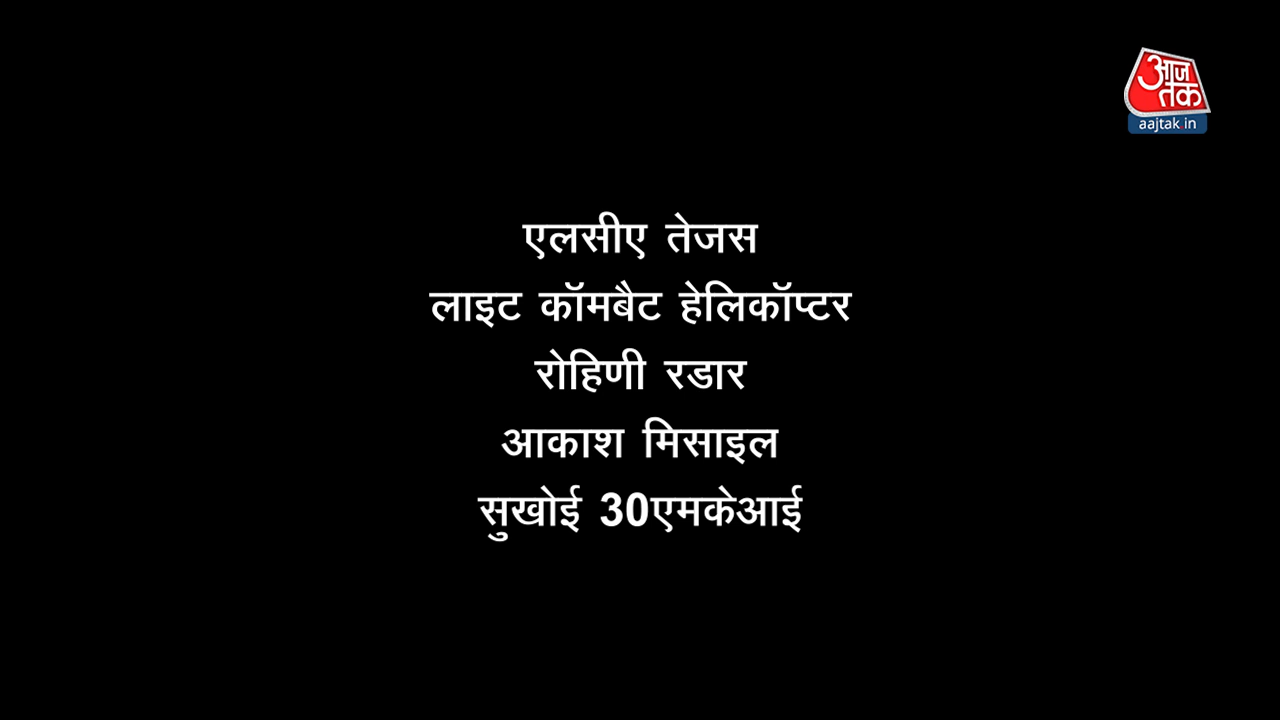 आज
तक
aajtak.in
एलसीए तेजस
लाइट कॉमबैट हेलिकॉप्टर
रोहिणी रडार
आकाश मिसाइल
सुखोई 30एमकेआई